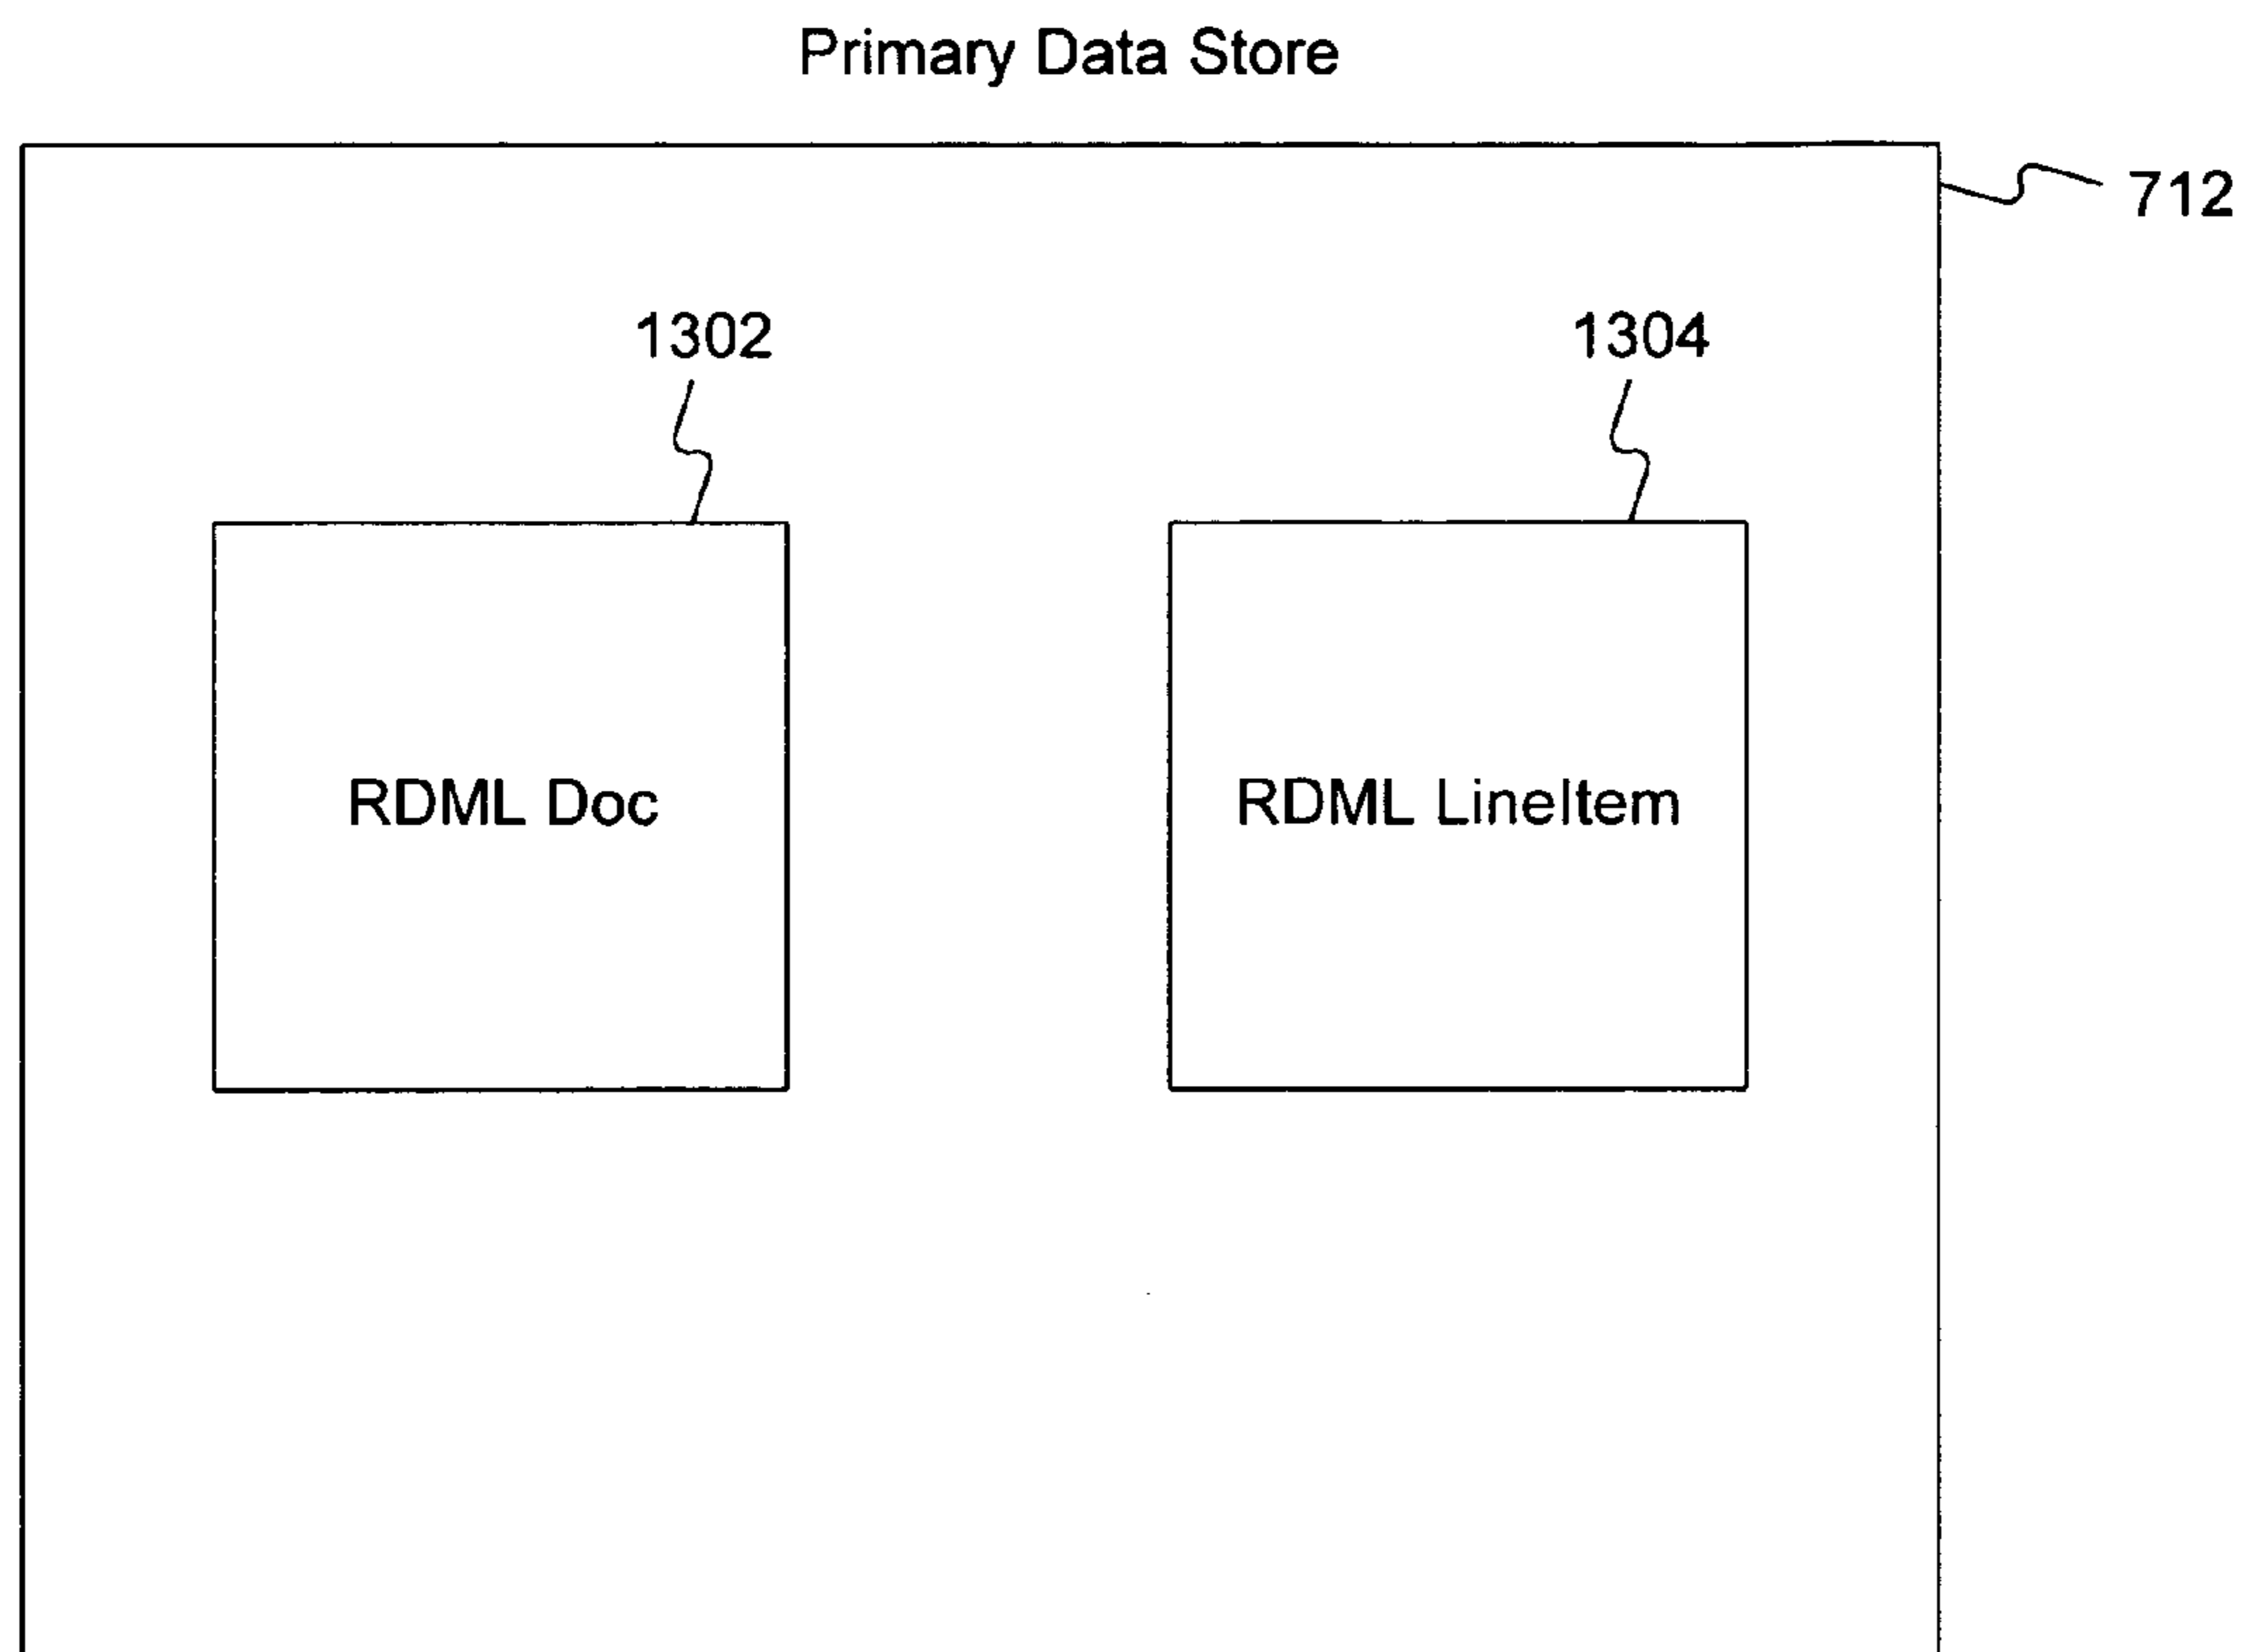 Primary Data Store
712
1302
1304
RDML Doc
RDML LineItem